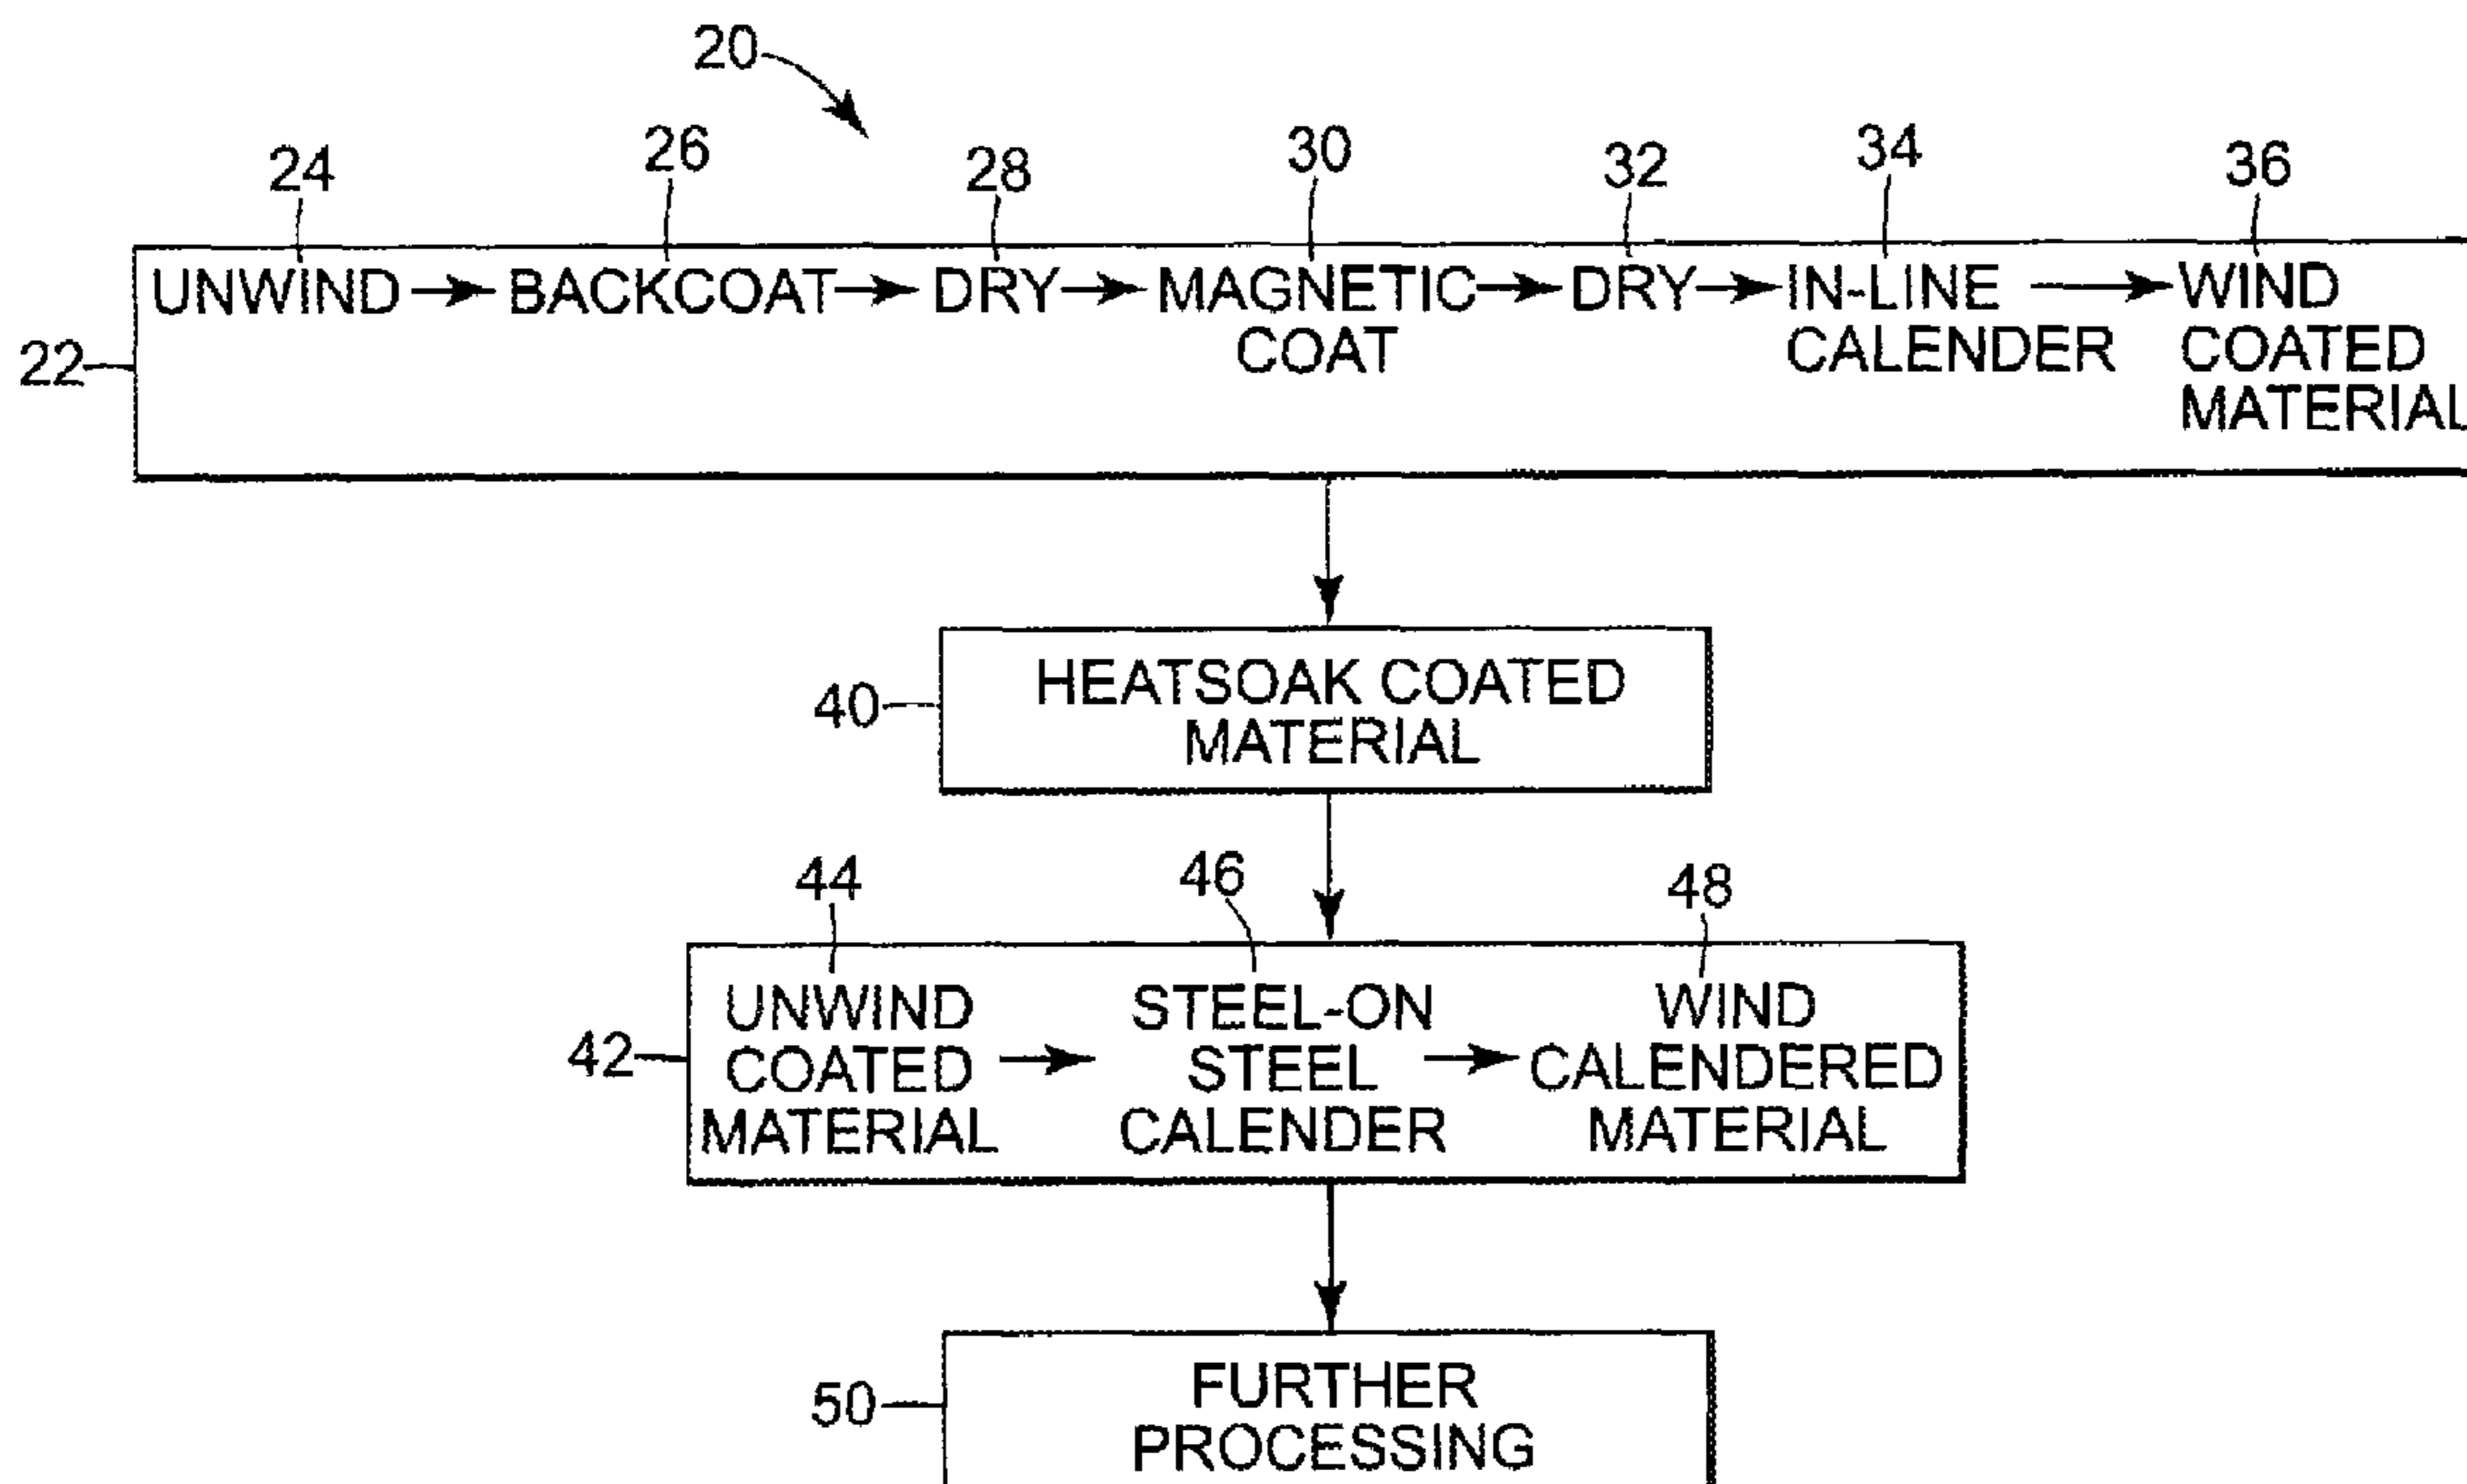 20
24 26 28 30 32 34 36
UNWIND BACKCOAT DRY MAGNETIC DRY IN-LINE WIND
COAT CALENDER COATED
22
MATERIAL
HEATSOAK COATED
40
MATERIAL
44 46 48
UNWIND STEEL-ON WIND
42 COATED STEEL CALENDERED
MATERIAL CALENDER MATERIAL
FURTHER
50
PROCESSING